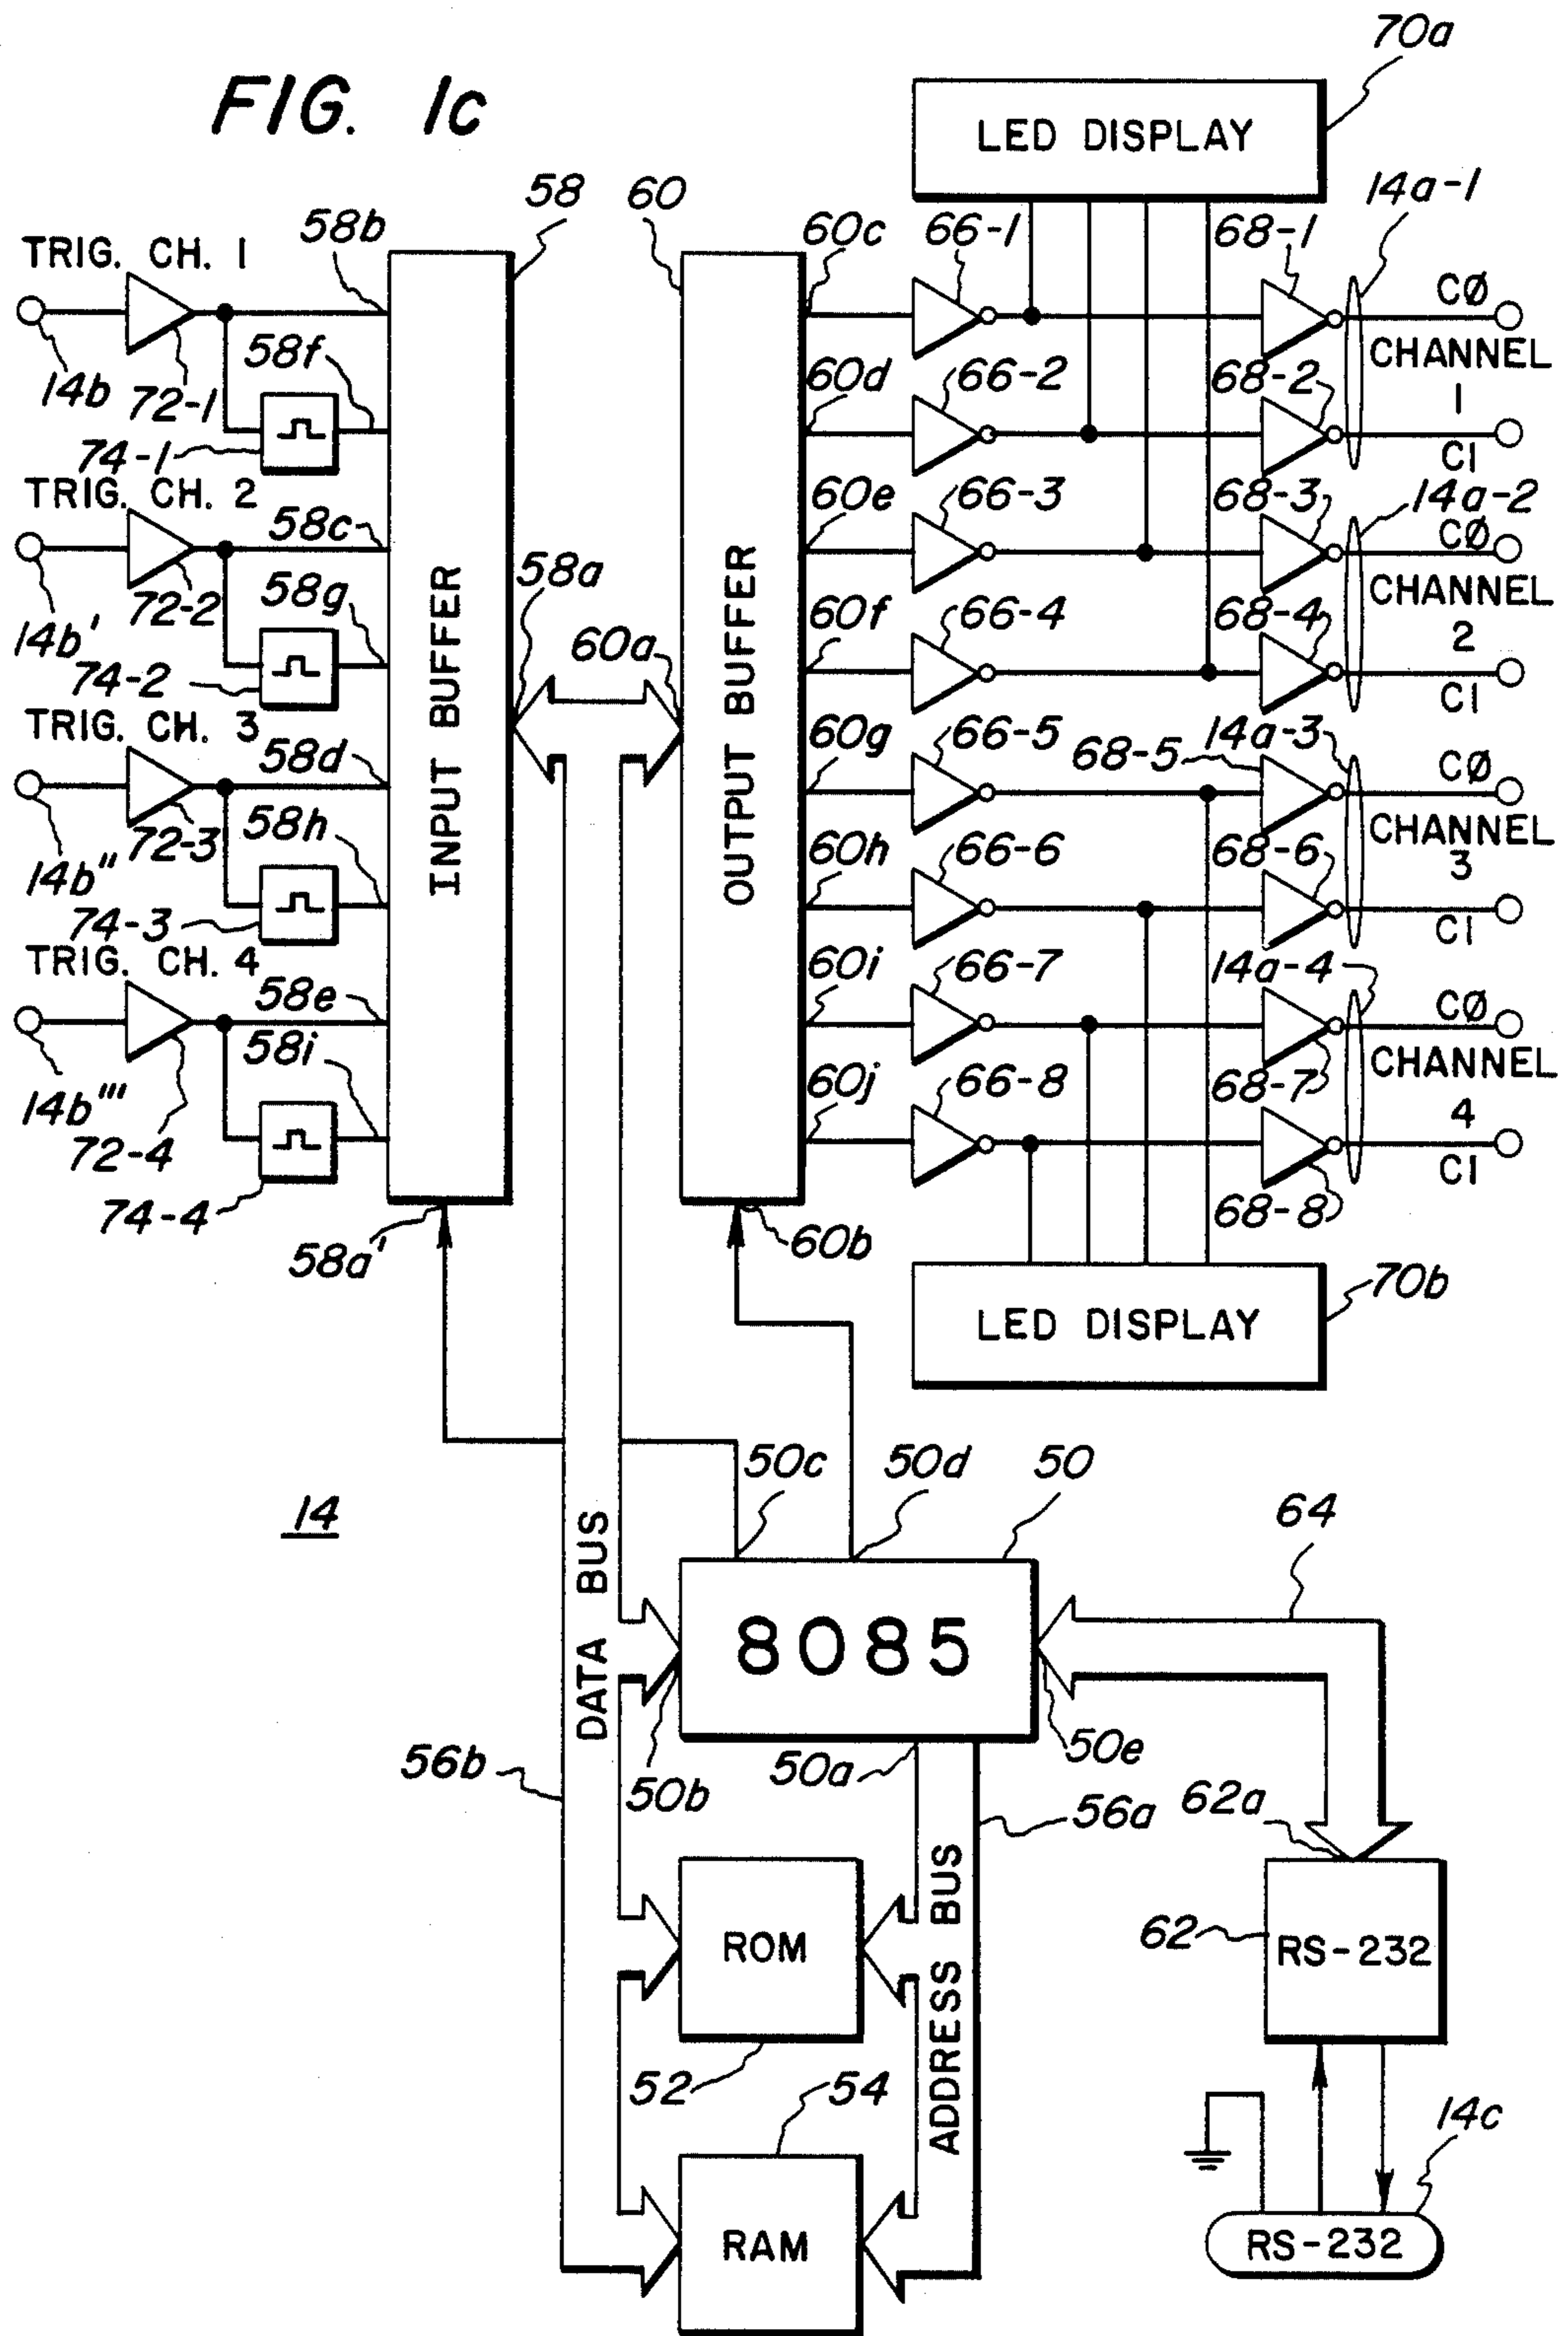 FIG. 1c
70a
LED DISPLAY
58b
58
60
60c
66-1
68-1
14a-1
TRIG. CH. 1
CØ
14b
72-1
58f
60d
66-2
68-2
CHANNEL
1
74-1
C1
TRIG. CH. 2
58c
60e
66-3
68-3
14a-2
CØ
14b'
72-2
58g
58a
60a
60f
66-4
68-4
CHANNEL
2
74-2
C1
INPUT BUFFER
OUTPUT BUFFER
TRIG. CH. 3
58d
60g
66-5
68-5
14a-3
CØ
14b"
72-3
58h
60h
66-6
68-6
CHANNEL
3
74-3
C1
TRIG. CH. 4
58e
60i
66-7
14a-4
CØ
58i
14b'''
72-4
60j
66-8
68-7
CHANNEL
4
74-4
C1
68-8
58a'
60b
70b
LED DISPLAY
14
50c
50d
50
64
DATA BUS
8085
56b
50b
50a
50e
56a
62a
ROM
ADDRESS BUS
62
RS-232
52
54
14c
RAM
RS-232